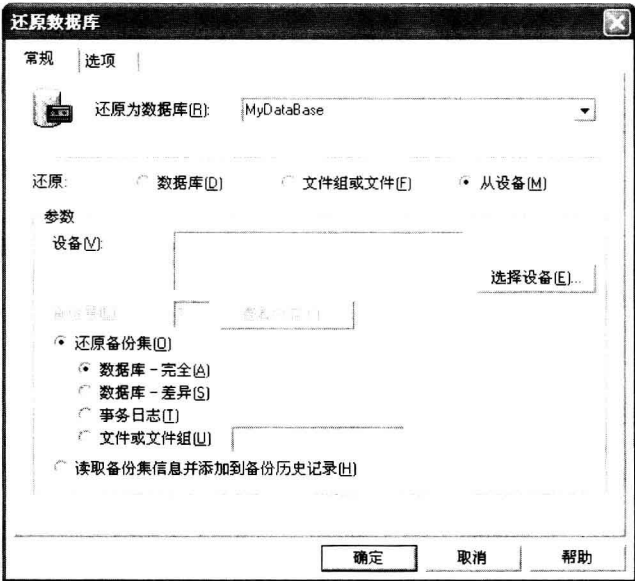 还原数据库
常规 选项
还原为数据库(R): MyDataBase
还原: 数据库(D) 文件组或文件(F) 从设备(M)
参数
设备(V):
选择设备(E)...
还原备份集(O)
数据库-完全(A)
数据库-差异(S)
事务日志(T)
文件或文件组(U)
读取备份集信息并添加到备份历史记录(H)
确定 取消 帮助